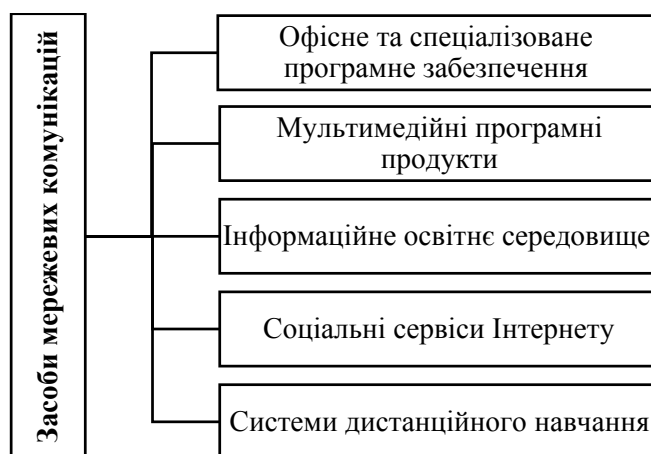 Засоби мережевих комунікацій
Офісне та спеціалізоване
програмне забезпечення
Мультимедійні програмні
продукти
Інформаційне освітнє середовище
Соціальні сервіси Інтернету
Системи дистанційного навчання